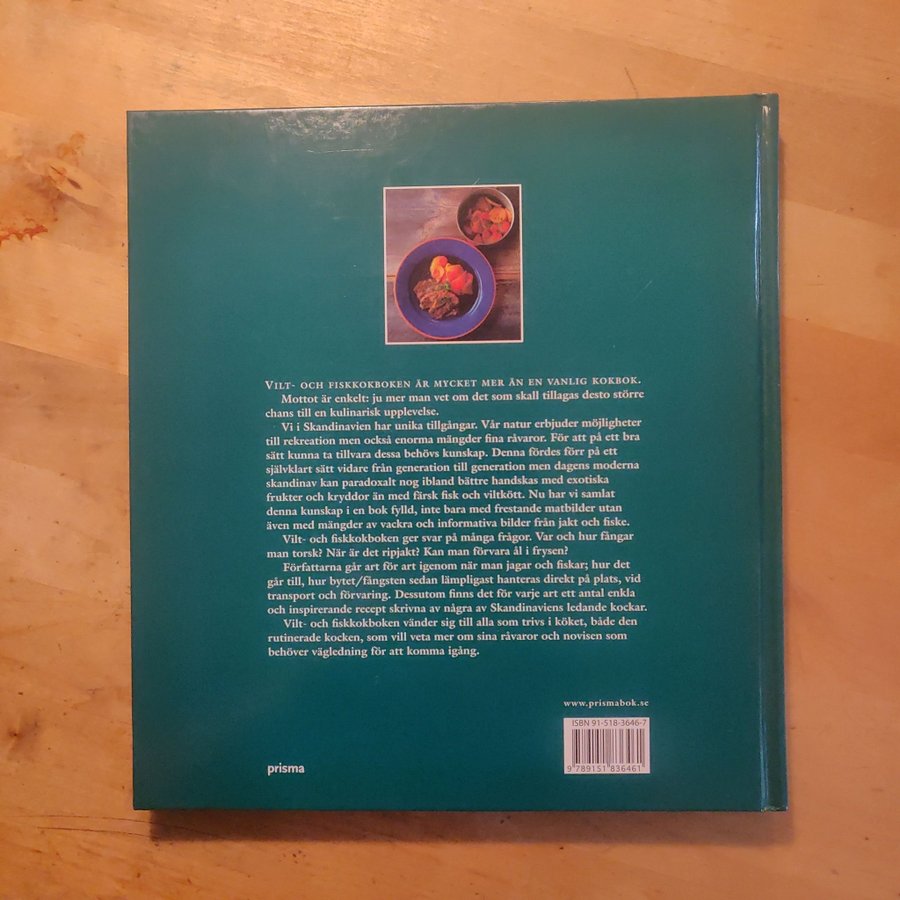 VILT- OCH FISKKOKBOKEN ÄR MYCKET MER ÄN EN VANLIG KOKBOK.
Mottot är enkelt: ju mer man vet om det som skall tillagas desto större
chans till en kulinarisk upplevelse.
Vi i Skandinavien har unika tillgångar. Vår natur erbjuder möjligheter
till rekreation men också enorma mängder fina råvaror. För att på ett bra
sätt kunna ta tillvara dessa behövs kunskap. Denna fördes förr på ett
självklart sätt vidare från generation till generation men dagens moderna
skandinav kan paradoxalt nog ibland bättre handskas med exotiska
frukter och kryddor än med färsk fisk och viltkött. Nu har vi samlat
denna kunskap i en bok fylld, inte bara med frestande matbilder utan
även med mängder av vackra och informativa bilder från jakt och fiske.
Vilt- och fiskkokboken ger svar på många frågor. Var och hur fångar
man torsk? När är det ripjakt? Kan man förvara ål i frysen?
Författarna går art för art igenom när man jagar och fiskar; hur det
går till, hur bytet/fångsten sedan lämpligast hanteras direkt på plats, vid
transport och förvaring. Dessutom finns det för varje art ett antal enkla
och inspirerande recept skrivna av några av Skandinaviens ledande kockar.
Vilt- och fiskkokboken vänder sig till alla som trivs i köket, både den
rutinerade kocken, som vill veta mer om sina råvaror och novisen som
behöver vägledning för att komma igång.
www.prismabok.se
ISBN 91-518-3646-7
9 789151 836461
prisma